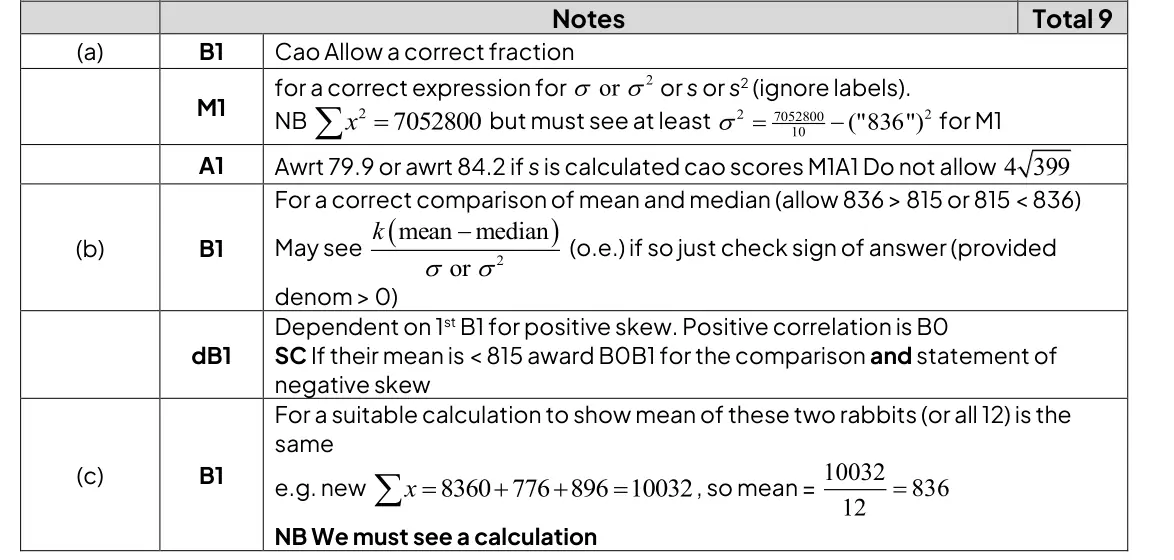 Notes Total 9
(a) B1 Cao Allow a correct fraction
M1 for a correct expression for σ or σ² or s or s² (ignore labels).
NB ∑x² = 7052800 but must see at least σ² = 7052800/10 − ("836")² for M1
A1 Awrt 79.9 or awrt 84.2 if s is calculated cao scores M1A1 Do not allow 4√399
(b) B1 For a correct comparison of mean and median (allow 836 > 815 or 815 < 836)
May see k(mean − median)/(σ or σ²) (o.e.) if so just check sign of answer (provided
denom > 0)
dB1 Dependent on 1st B1 for positive skew. Positive correlation is B0
SC If their mean is < 815 award B0B1 for the comparison and statement of
negative skew
(c) B1 For a suitable calculation to show mean of these two rabbits (or all 12) is the
same
e.g. new ∑x = 8360 + 776 + 896 = 10032, so mean = 10032/12 = 836
NB We must see a calculation